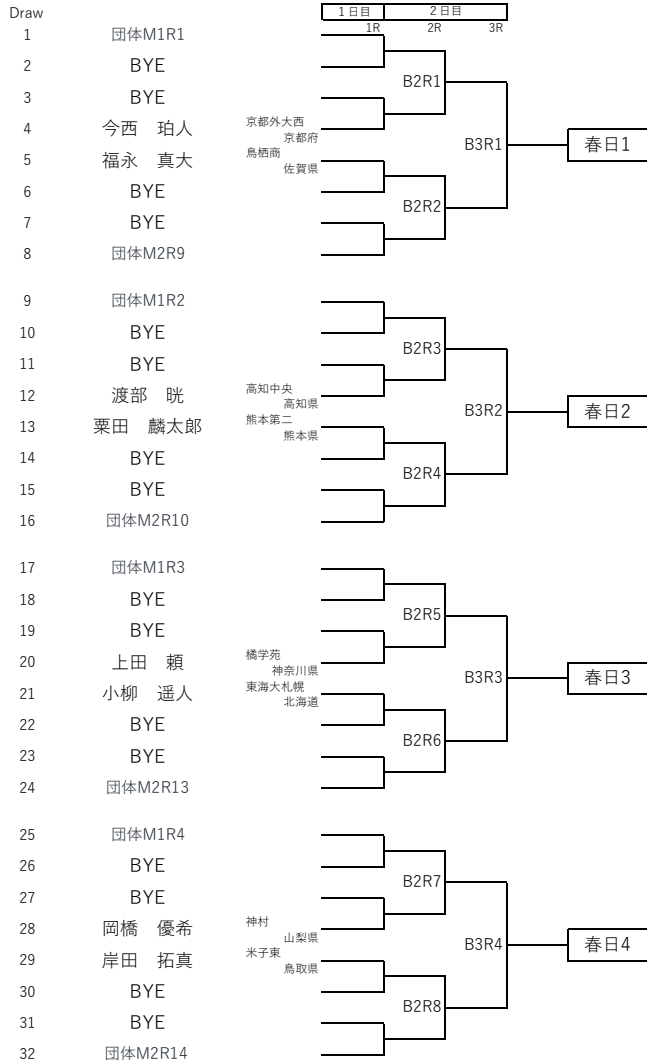 Draw 1日目 2日目
1R 2R 3R
1 団体M1R1
2 BYE
B2R1
3 BYE
4 今西　珀人 京都外大西 京都府
B3R1 春日1
5 福永　真大 鳥栖商 佐賀県
6 BYE
B2R2
7 BYE
8 団体M2R9
9 団体M1R2
10 BYE
B2R3
11 BYE
12 渡部　晄 高知中央 高知県
B3R2 春日2
13 粟田　麟太郎 熊本第二 熊本県
14 BYE
B2R4
15 BYE
16 団体M2R10
17 団体M1R3
18 BYE
B2R5
19 BYE
20 上田　頼 橘学苑 神奈川県
B3R3 春日3
21 小柳　遥人 東海大札幌 北海道
22 BYE
B2R6
23 BYE
24 団体M2R13
25 団体M1R4
26 BYE
B2R7
27 BYE
28 岡橋　優希 神村 山梨県
B3R4 春日4
29 岸田　拓真 米子東 鳥取県
30 BYE
B2R8
31 BYE
32 団体M2R14